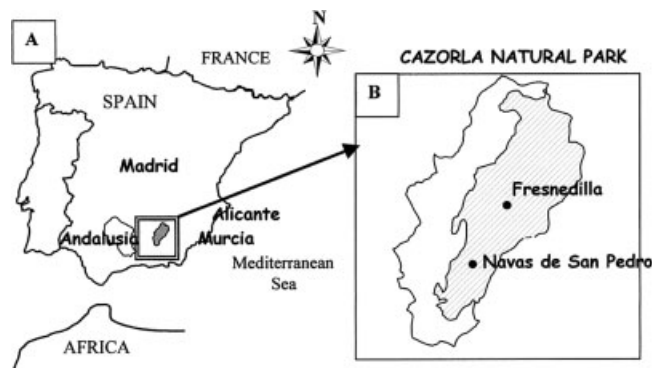 A
N
FRANCE
SPAIN
Madrid
Alicante
Andalusia
Murcia
Mediterranean
Sea
AFRICA
CAZORLA NATURAL PARK
B
Fresnedilla
Navas de San Pedro